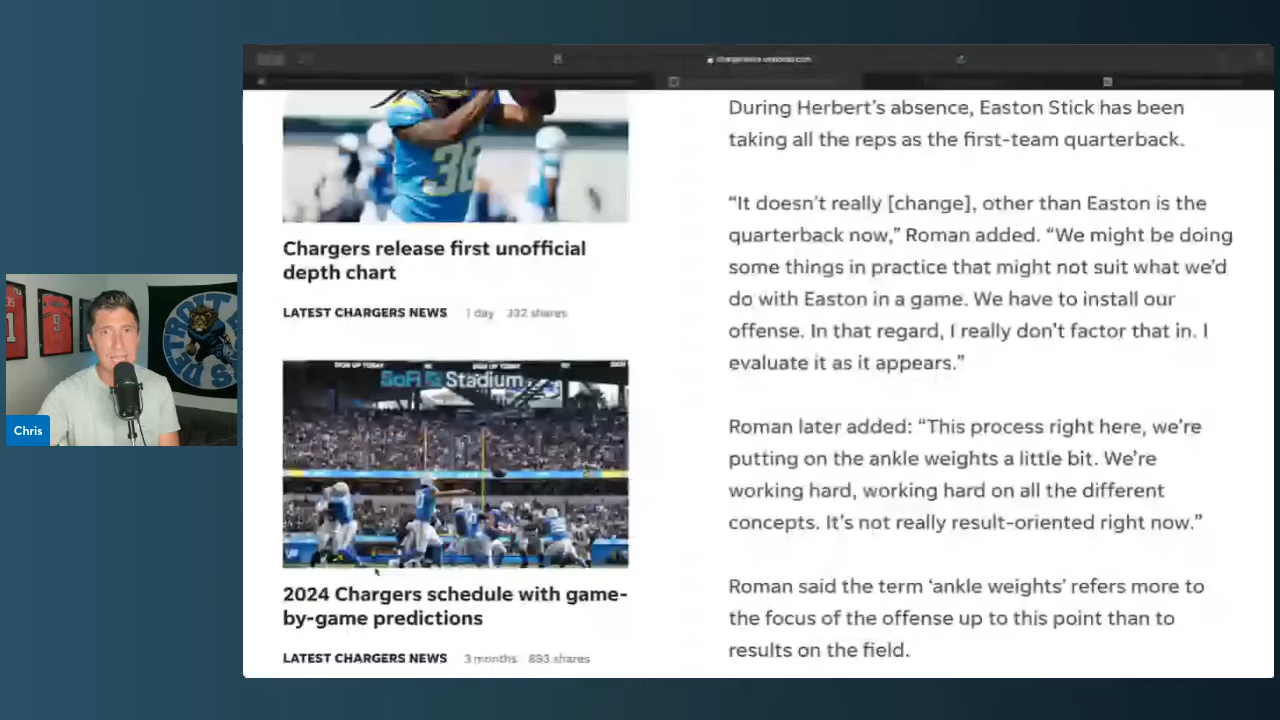 During Herbert's absence, Easton Stick has been
taking all the reps as the first-team quarterback.
"It doesn't really [change], other than Easton is the
quarterback now," Roman added. "We might be doing
some things in practice that might not suit what we'd
do with Easton in a game. We have to install our
offense. In that regard, I really don't factor that in. I
evaluate it as it appears."
Roman later added: "This process right here, we're
putting on the ankle weights a little bit. We're
working hard, working hard on all the different
concepts. It's not really result-oriented right now."
Roman said the term 'ankle weights' refers more to
the focus of the offense up to this point than to
results on the field.
36
Chargers release first unofficial
depth chart
LATEST CHARGERS NEWS 1 day 332 shares
SIGN UP TODAY
SoFi Stadium
2024 Chargers schedule with game-
by-game predictions
LATEST CHARGERS NEWS 3 months 893 shares
9
1
DETROIT
Chris